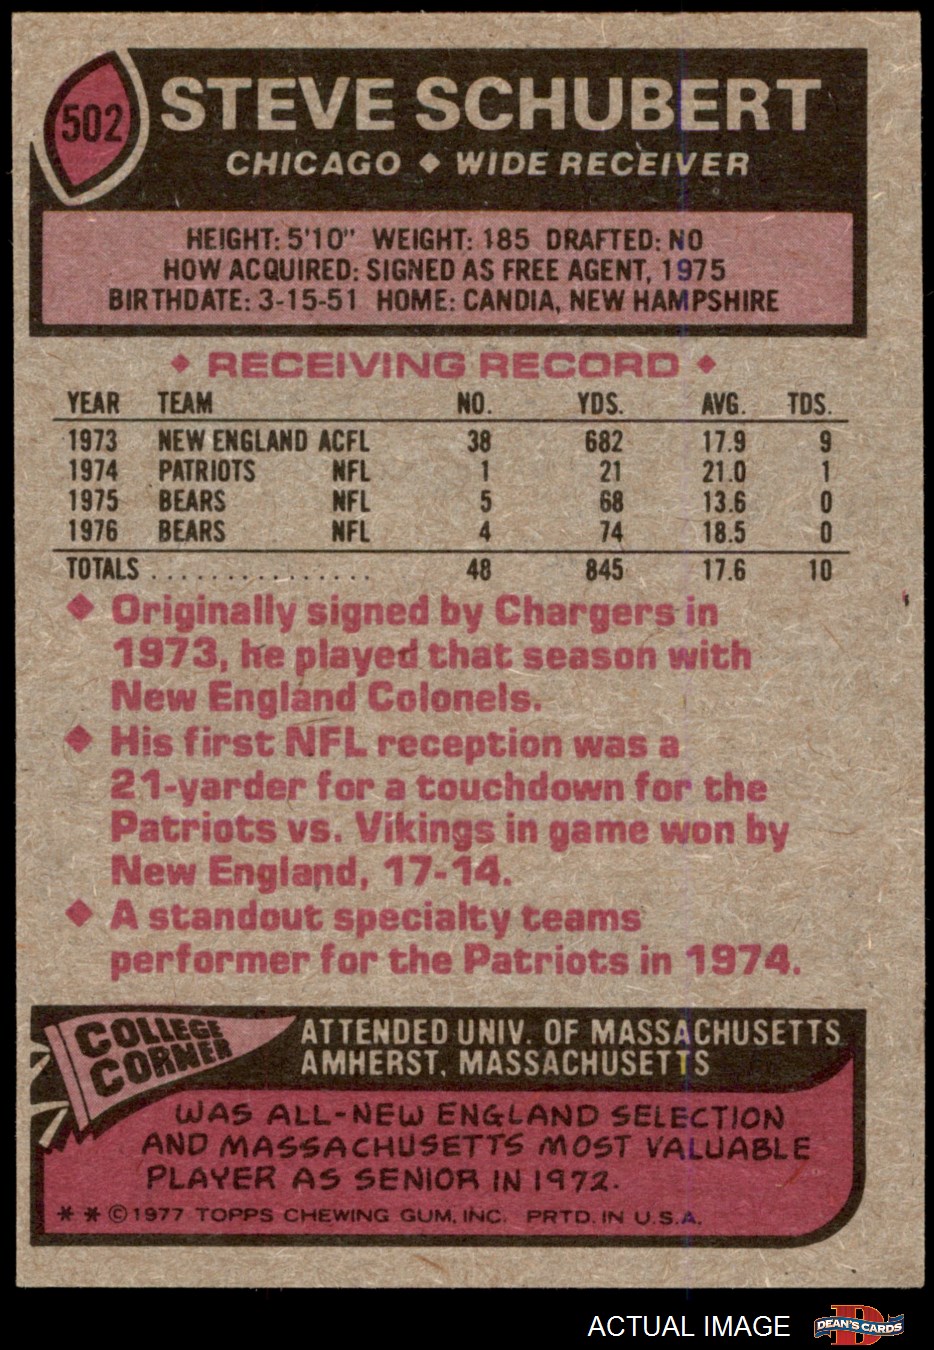 502
STEVE SCHUBERT
CHICAGO ◆ WIDE RECEIVER
HEIGHT: 5'10" WEIGHT: 185 DRAFTED: NO
HOW ACQUIRED: SIGNED AS FREE AGENT, 1975
BIRTHDATE: 3-15-51 HOME: CANDIA, NEW HAMPSHIRE
◆ RECEIVING RECORD ◆
YEAR TEAM NO. YDS. AVG. TDS.
1973 NEW ENGLAND ACFL 38 682 17.9 9
1974 PATRIOTS NFL 1 21 21.0 1
1975 BEARS NFL 5 68 13.6 0
1976 BEARS NFL 4 74 18.5 0
TOTALS .............. 48 845 17.6 10
◆ Originally signed by Chargers in
1973, he played that season with
New England Colonels.
◆ His first NFL reception was a
21-yarder for a touchdown for the
Patriots vs. Vikings in game won by
New England, 17-14.
◆ A standout specialty teams
performer for the Patriots in 1974.
COLLEGE
CORNER
ATTENDED UNIV. OF MASSACHUSETTS
AMHERST, MASSACHUSETTS
WAS ALL-NEW ENGLAND SELECTION
AND MASSACHUSETTS MOST VALUABLE
PLAYER AS SENIOR IN 1972.
* * © 1977 TOPPS CHEWING GUM, INC. PRTD. IN U.S.A.
ACTUAL IMAGE
D
DEAN'S CARDS